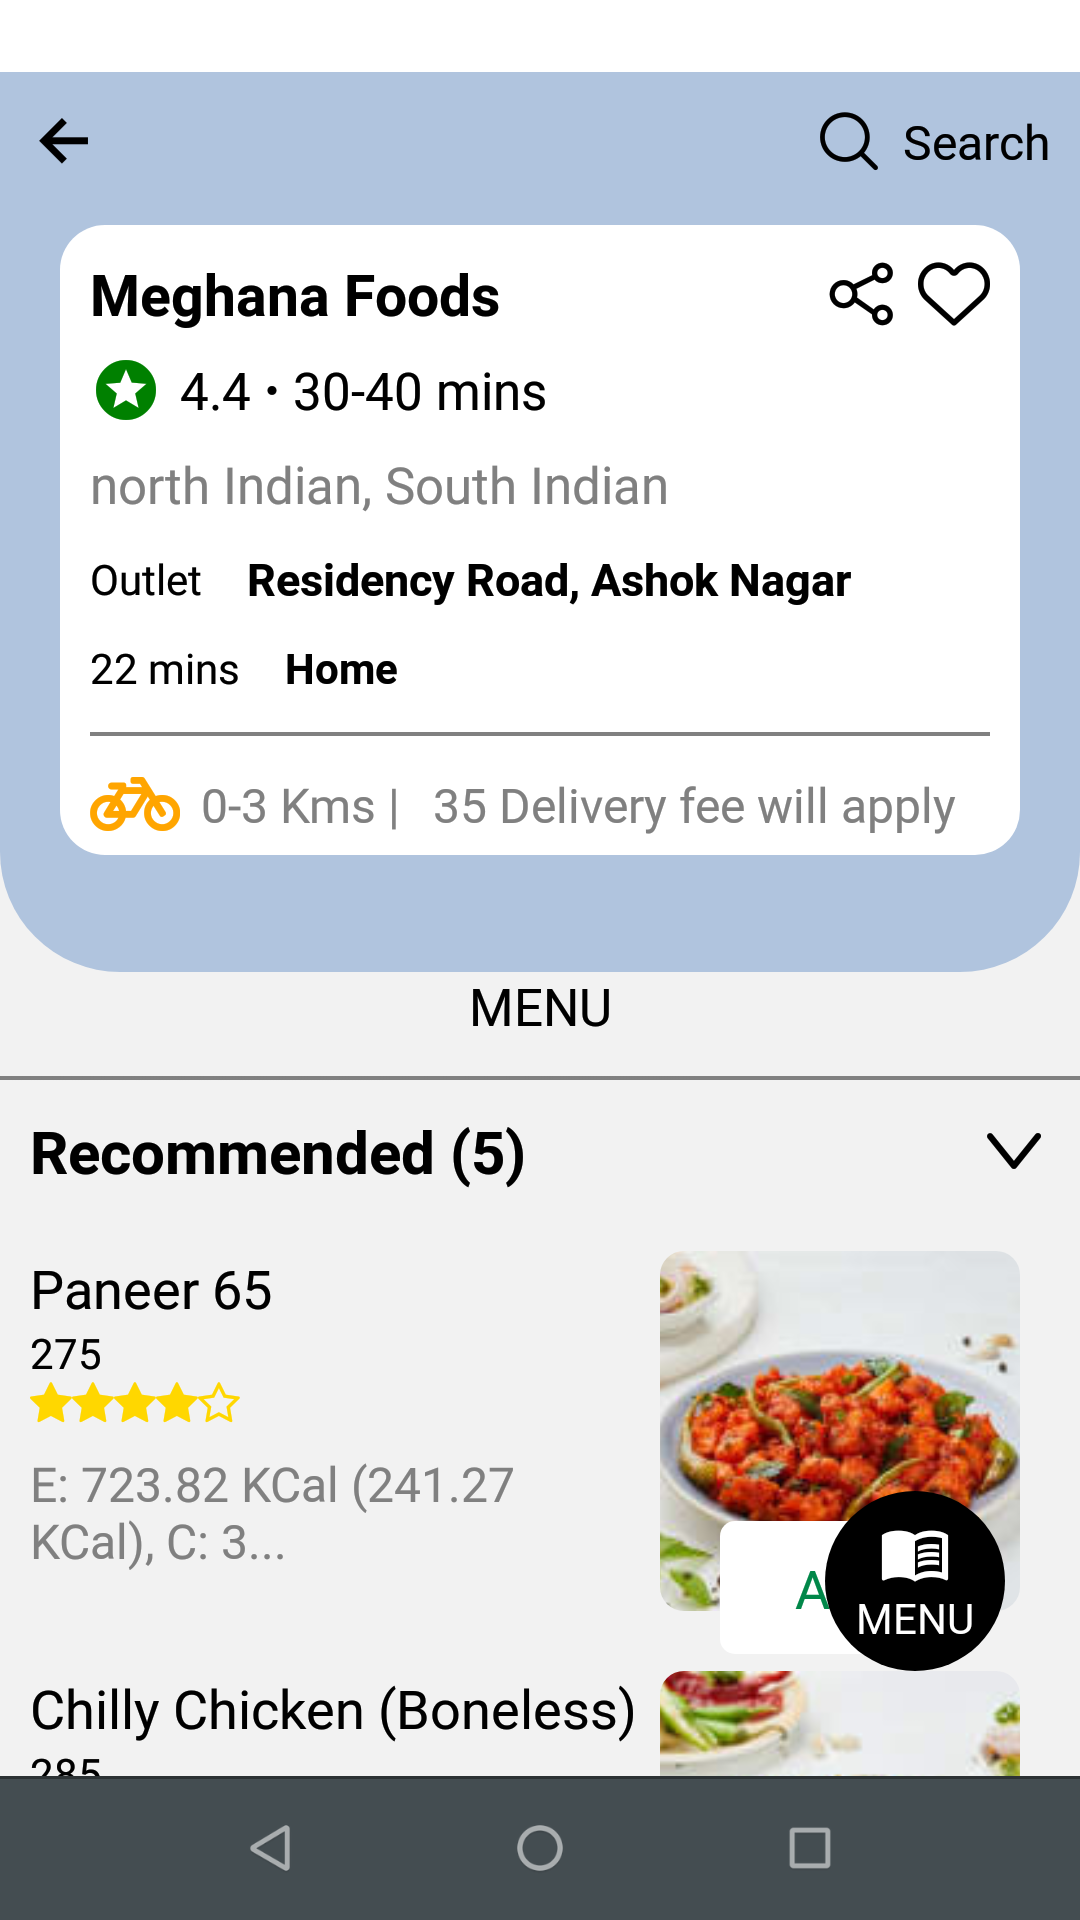 Search
Meghana Foods
4.4 • 30-40 mins
north Indian, South Indian
Outlet Residency Road, Ashok Nagar
22 mins Home
0-3 Kms | 35 Delivery fee will apply
MENU
Recommended (5)
Paneer 65
275
E: 723.82 KCal (241.27
KCal), C: 3...
MENU
Chilly Chicken (Boneless)
285